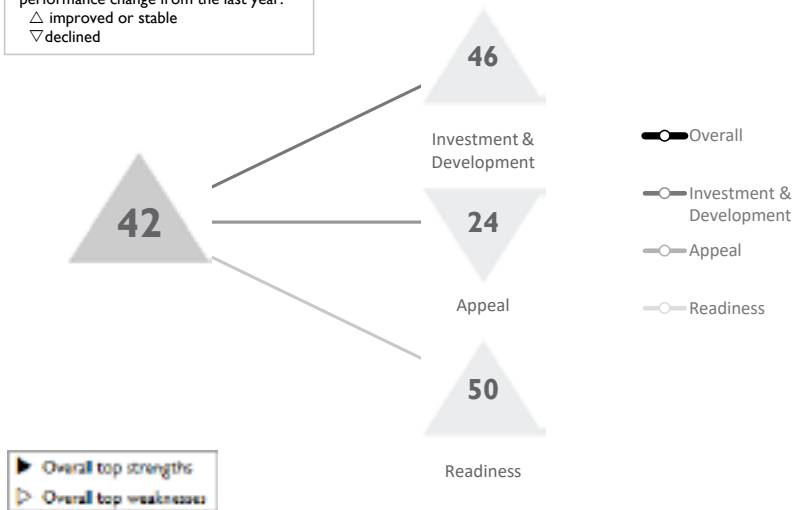 performance change from the last year:
△ improved or stable
▽ declined
46
Investment &
Development
42
24
Appeal
50
Readiness
Overall
Investment &
Development
Appeal
Readiness
▶ Overall top strengths
▷ Overall top weaknesses